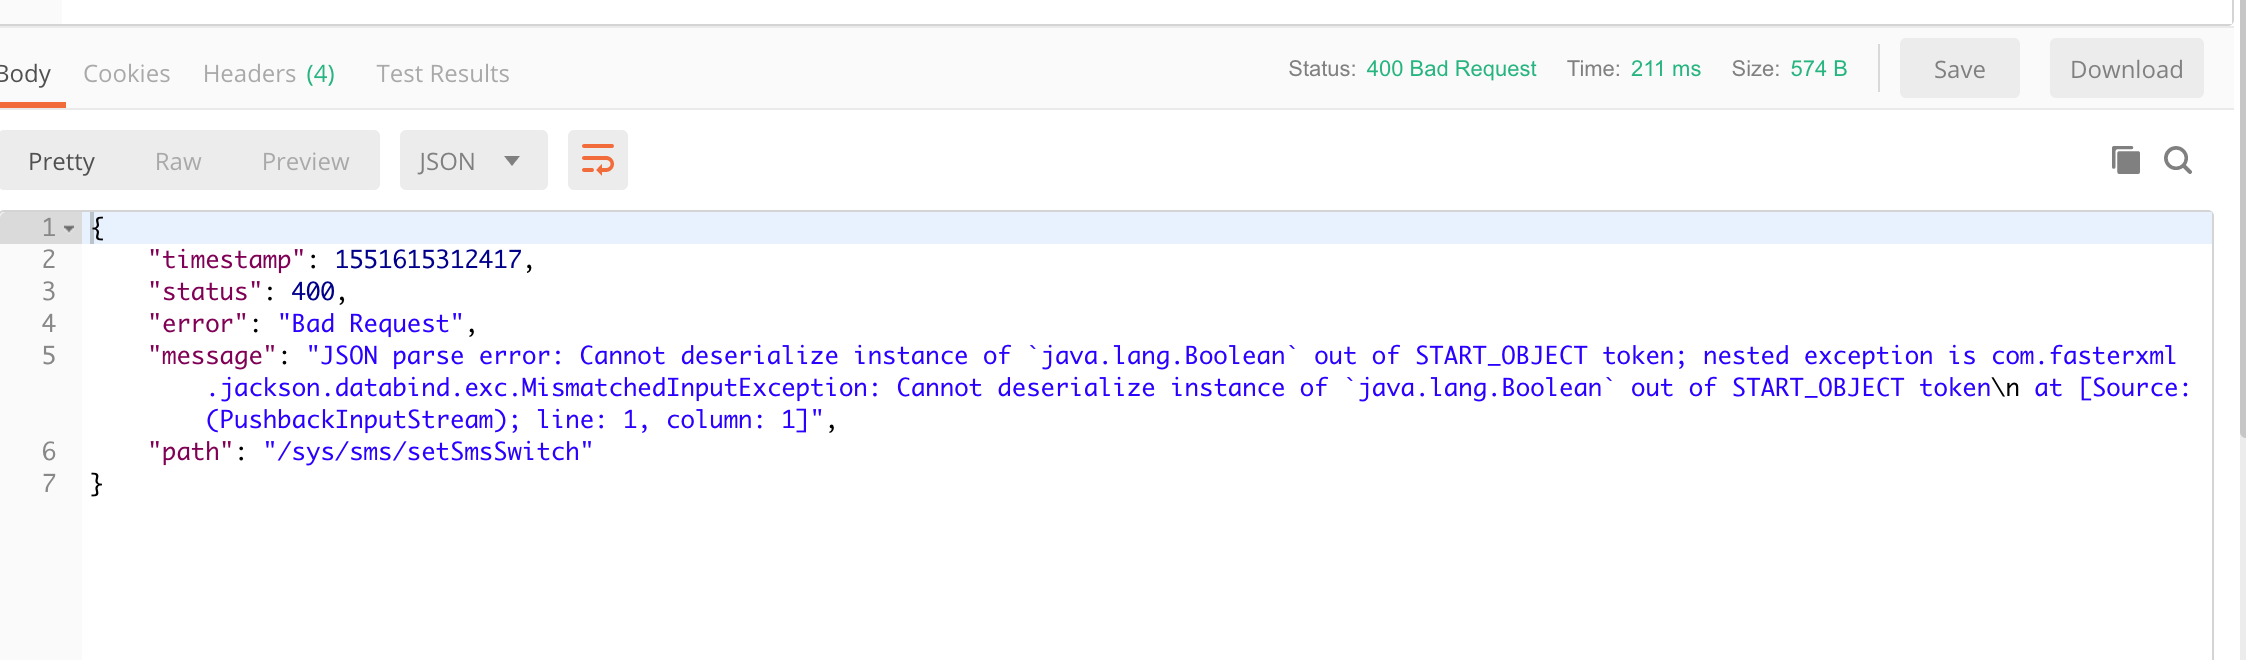 Body Cookies Headers (4) Test Results Status: 400 Bad Request Time: 211 ms Size: 574 B Save Download
Pretty Raw Preview JSON
1 {
2 "timestamp": 1551615312417,
3 "status": 400,
4 "error": "Bad Request",
5 "message": "JSON parse error: Cannot deserialize instance of `java.lang.Boolean` out of START_OBJECT token; nested exception is com.fasterxml
.jackson.databind.exc.MismatchedInputException: Cannot deserialize instance of `java.lang.Boolean` out of START_OBJECT token\n at [Source:
(PushbackInputStream); line: 1, column: 1]",
6 "path": "/sys/sms/setSmsSwitch"
7 }